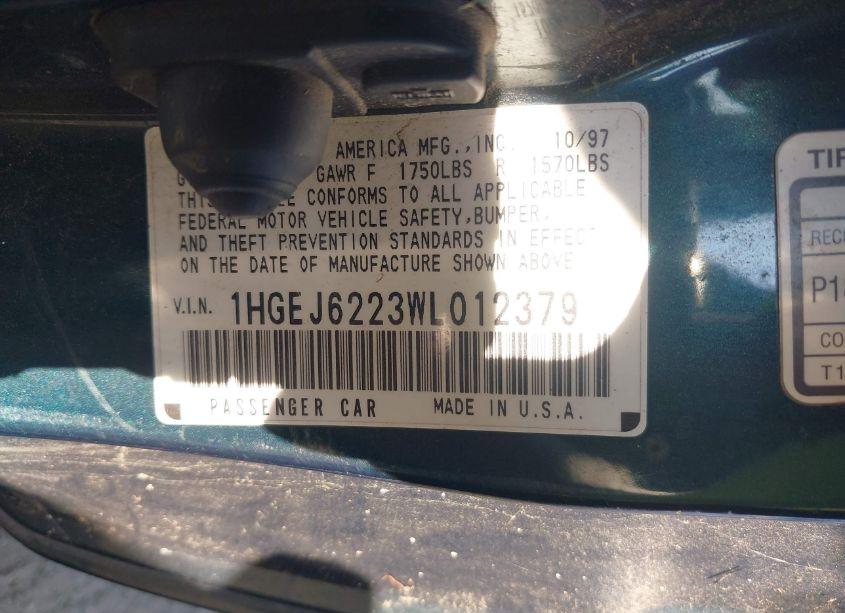 AMERICA MFG.,INC. 10/97
GAWR F 1750LBS R 1570LBS
CONFORMS TO ALL APPLICABLE
FEDERAL MOTOR VEHICLE SAFETY,BUMPER,
AND THEFT PREVENTION STANDARDS IN EFFECT
ON THE DATE OF MANUFACTURE SHOWN ABOVE
V.I.N. 1HGEJ6223WL012379
PASSENGER CAR MADE IN U.S.A.